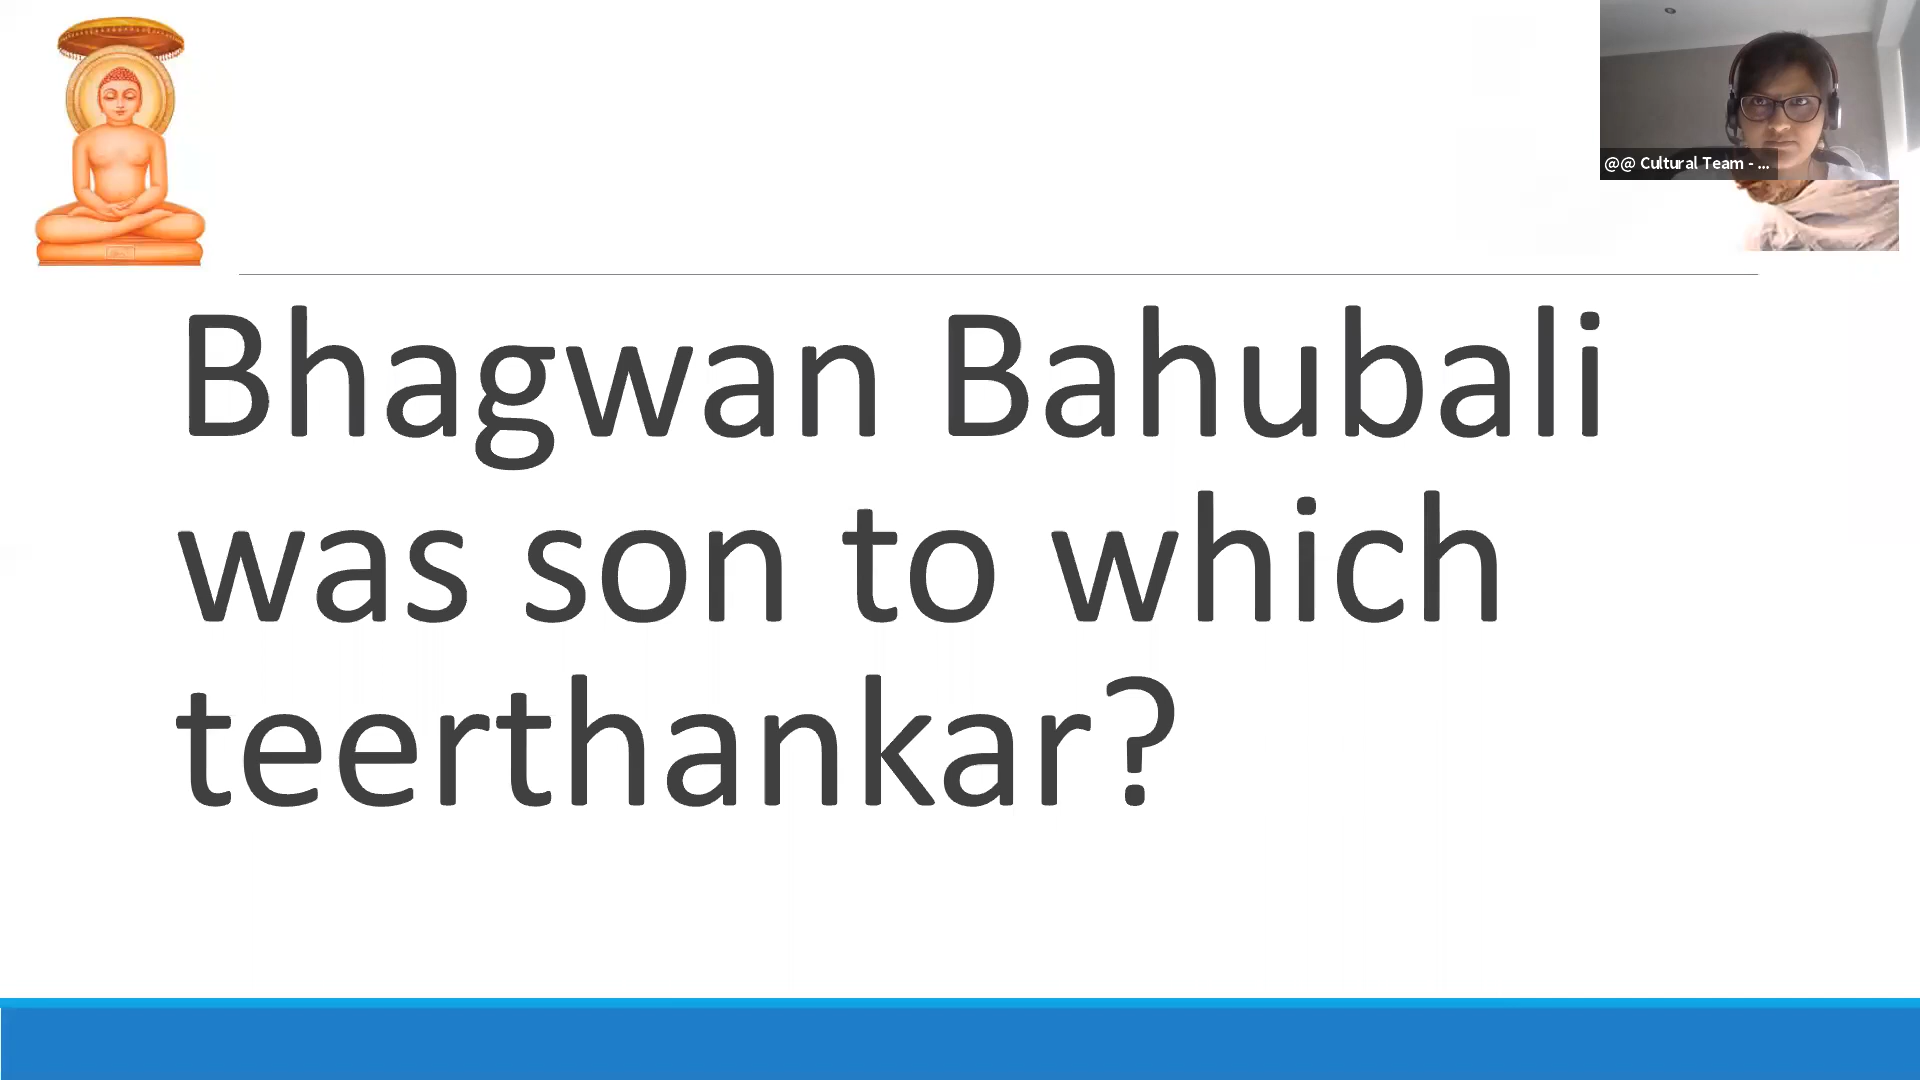 @@ Cultural Team - ...
Bhagwan Bahubali
was son to which
teerthankar?